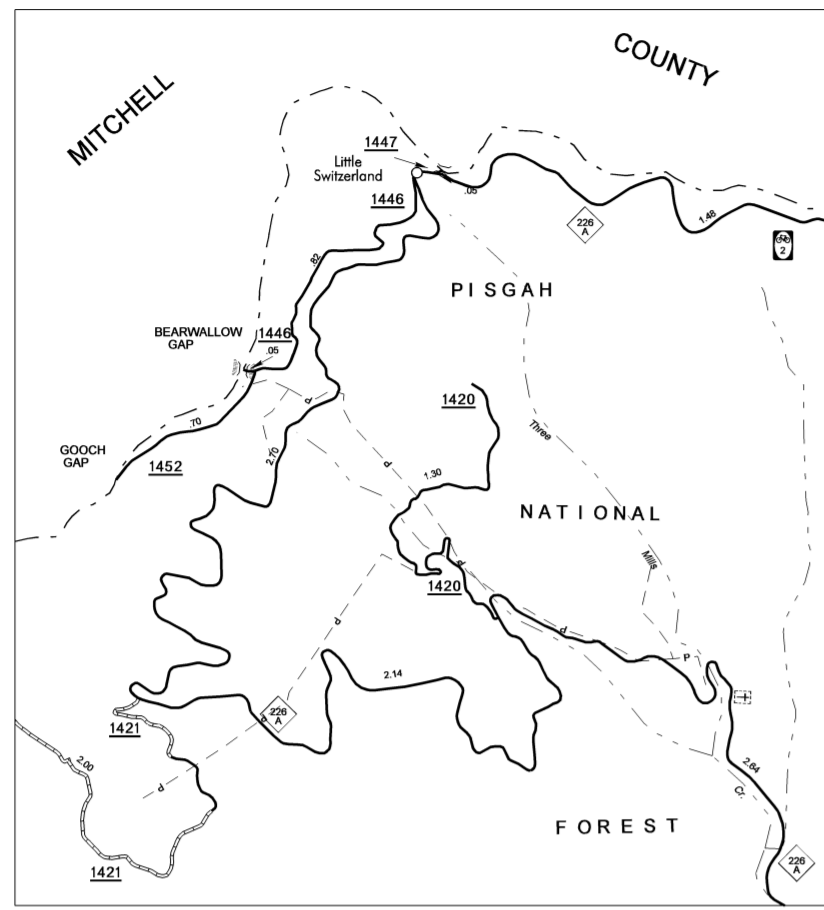 COUNTY
MITCHELL
1447
Little
Switzerland
.05
1446
226
A
1.48
2
.82
PISGAH
BEARWALLOW
GAP
1446
.05
1420
P
.70
Three
GOOCH
GAP
1452
2.70
P
1.30
NATIONAL
Mills
P
1420
P
P
P
2.14
226
A
P
1421
2.00
2.64
P
Cr.
FOREST
1421
226
A